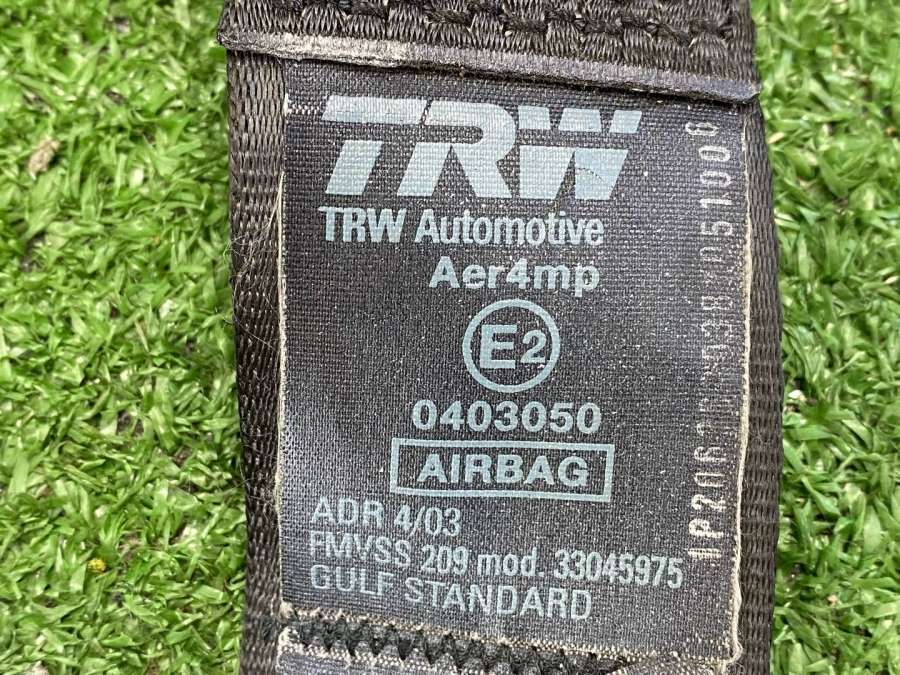 TRW
TRW Automotive
Aer4mp
E2
0403050
AIRBAG
ADR 4/03
FMVSS 209 mod. 33045975
GULF STANDARD